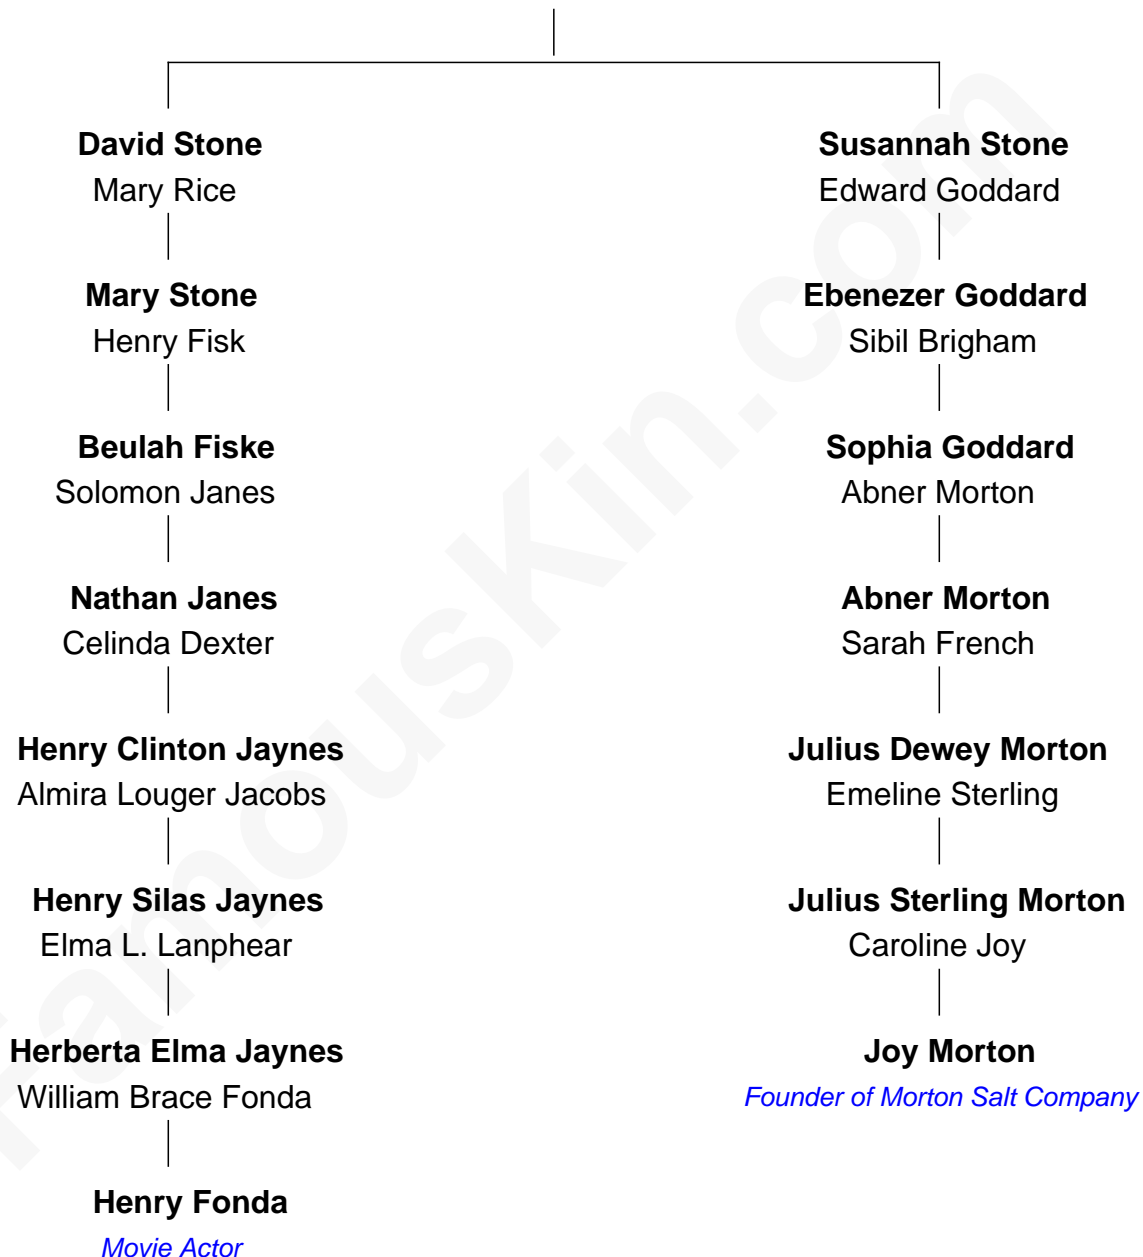 David Stone
Mary Rice
Mary Stone
Henry Fisk
Beulah Fiske
Solomon Janes
Nathan Janes
Celinda Dexter
Henry Clinton Jaynes
Almira Louger Jacobs
Henry Silas Jaynes
Elma L. Lanphear
Herberta Elma Jaynes
William Brace Fonda
Henry Fonda
Movie Actor
Susannah Stone
Edward Goddard
Ebenezer Goddard
Sibil Brigham
Sophia Goddard
Abner Morton
Abner Morton
Sarah French
Julius Dewey Morton
Emeline Sterling
Julius Sterling Morton
Caroline Joy
Joy Morton
Founder of Morton Salt Company
FamousKin.com